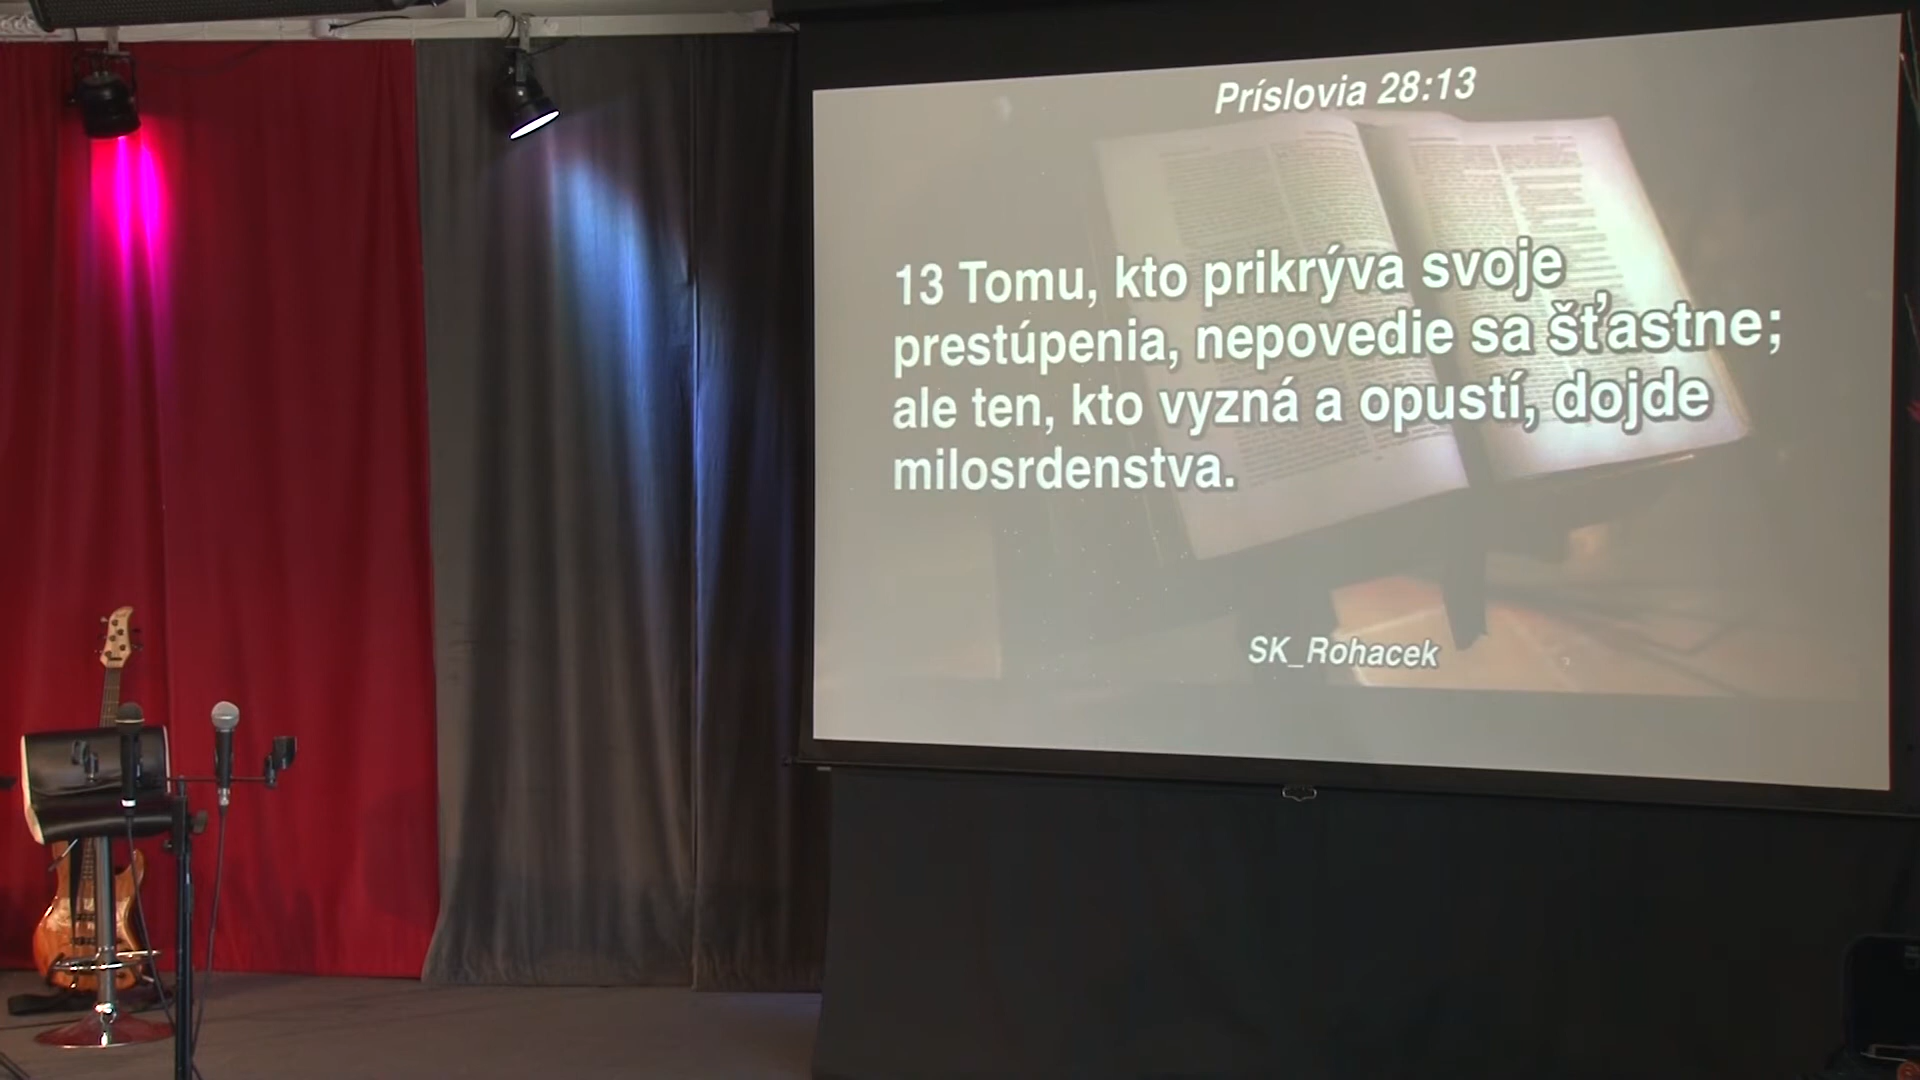 Príslovia 28:13
13 Tomu, kto prikrýva svoje
prestúpenia, nepovedie sa šťastne;
ale ten, kto vyzná a opustí, dojde
milosrdenstva.
SK_Rohacek